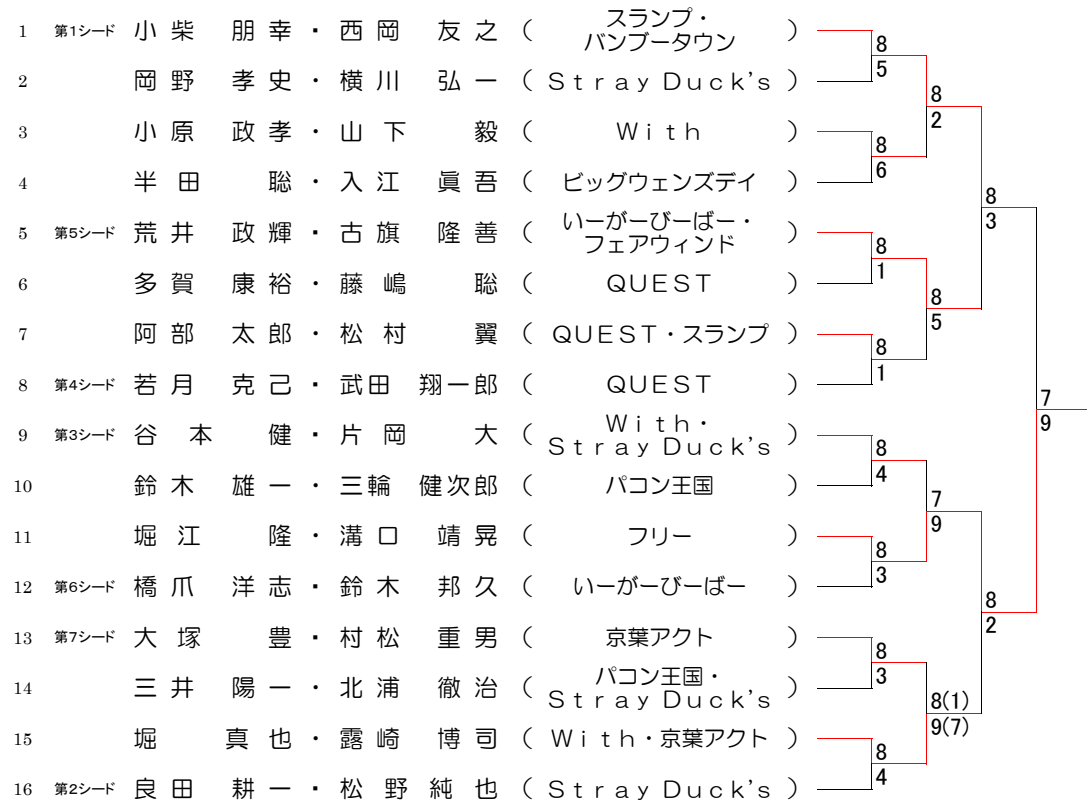 1 第1シード 小柴 朋幸・西岡 友之 ( スランプ・バンブータウン )
2 岡野 孝史・横川 弘一 ( Stray Duck's )
3 小原 政孝・山下 毅 ( With )
4 半田 聡・入江 眞吾 ( ビッグウェンズデイ )
5 第5シード 荒井 政輝・古旗 隆善 ( いーがーびーばー・フェアウィンド )
6 多賀 康裕・藤嶋 聡 ( QUEST )
7 阿部 太郎・松村 翼 ( QUEST・スランプ )
8 第4シード 若月 克己・武田 翔一郎 ( QUEST )
9 第3シード 谷本 健・片岡 大 ( With・Stray Duck's )
10 鈴木 雄一・三輪 健次郎 ( パコン王国 )
11 堀江 隆・溝口 靖晃 ( フリー )
12 第6シード 橋爪 洋志・鈴木 邦久 ( いーがーびーばー )
13 第7シード 大塚 豊・村松 重男 ( 京葉アクト )
14 三井 陽一・北浦 徹治 ( パコン王国・Stray Duck's )
15 堀 真也・露崎 博司 ( With・京葉アクト )
16 第2シード 良田 耕一・松野 純也 ( Stray Duck's )
8
5
8
6
8
1
8
1
8
4
8
3
8
3
8
4
8
2
8
5
7
9
8(1)
9(7)
8
3
8
2
7
9